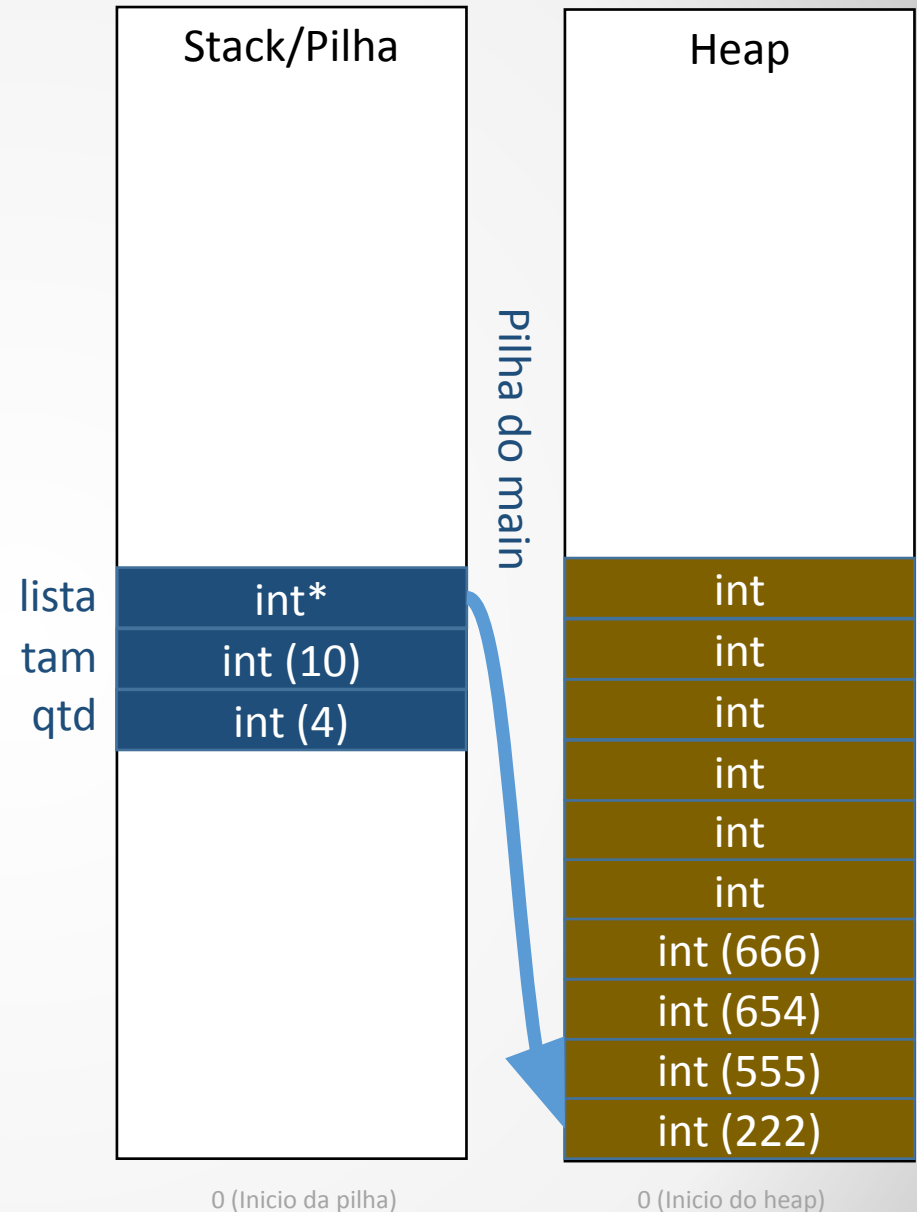 Stack/Pilha
Heap
Pilha do main
lista
int*
tam
int (10)
qtd
int (4)
int
int
int
int
int
int
int (666)
int (654)
int (555)
int (222)
0 (Inicio da pilha)
0 (Inicio do heap)